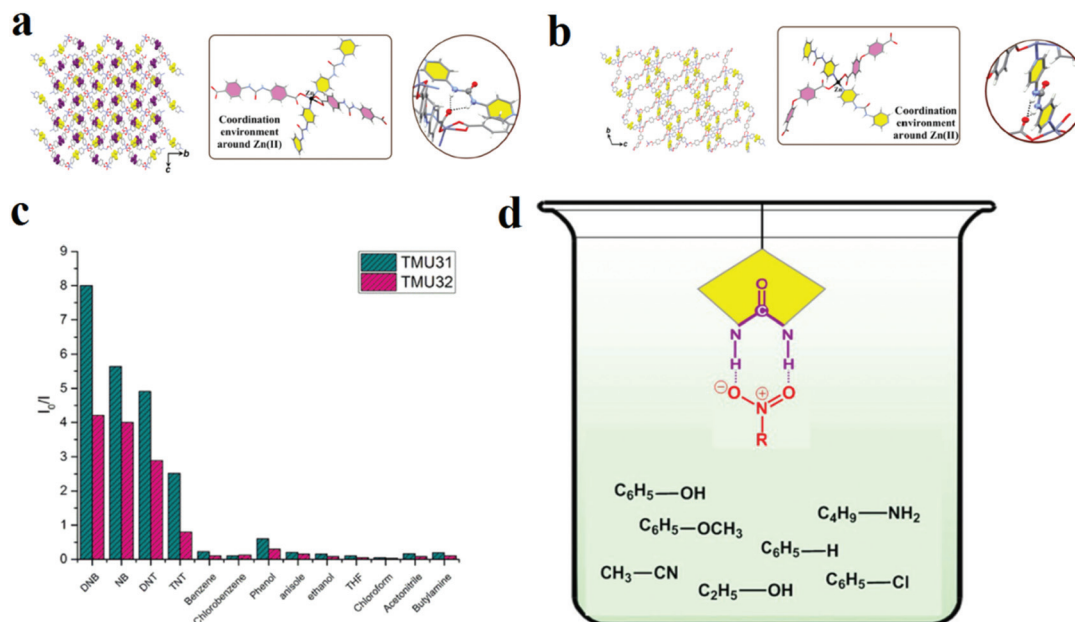 a
Zn
Coordination
environment
around Zn(II)
b
c
b
Zn
Coordination
environment
around Zn(II)
b
c
c
I0/I
9
8
7
6
5
4
3
2
1
0
TMU31
TMU32
DNB
NB
DNT
TNT
Benzene
Chlorobenzene
Phenol
anisole
ethanol
THF
Chloroform
Acetonitrile
Butylamine
d
O
C
N N
H H
⊖O ⊕ O
N
R
C6H5—OH
C4H9—NH2
C6H5—OCH3
C6H5—H
CH3—CN
C2H5—OH
C6H5—Cl